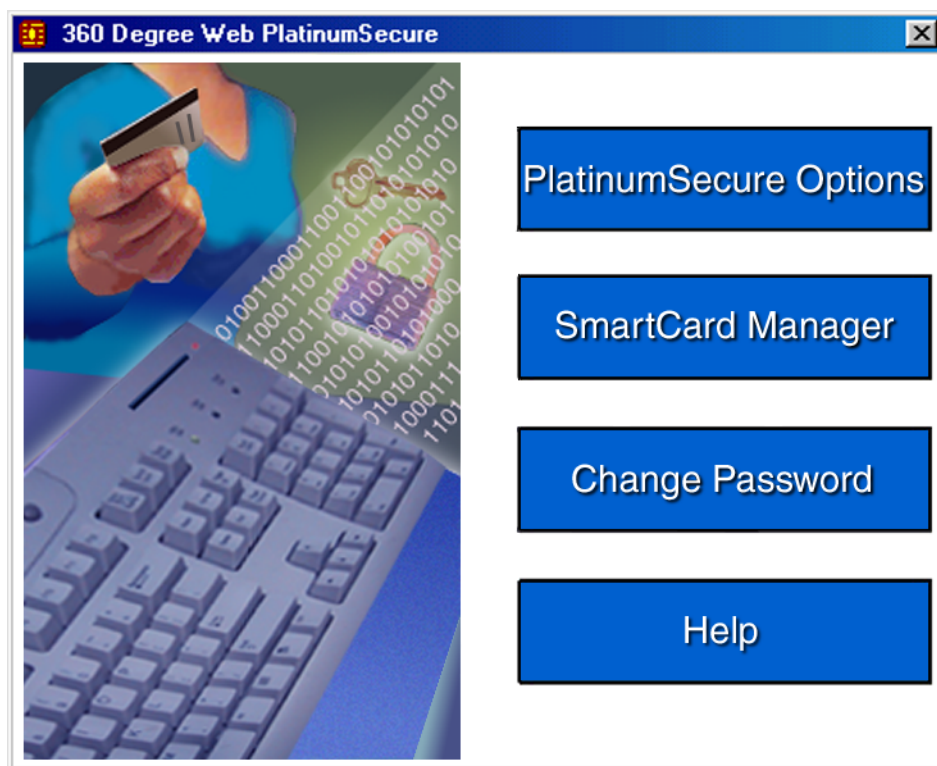 360 Degree Web PlatinumSecure
PlatinumSecure Options
SmartCard Manager
Change Password
Help